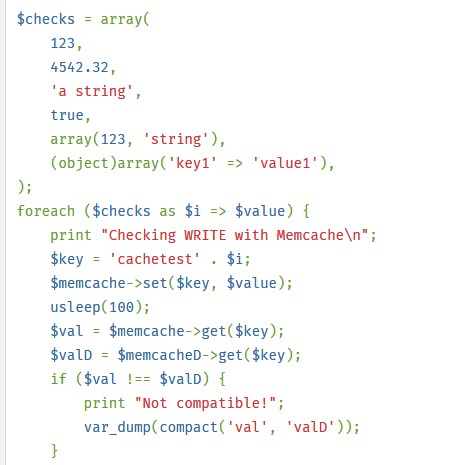 $checks = array(
    123,
    4542.32,
    'a string',
    true,
    array(123, 'string'),
    (object)array('key1' => 'value1'),
);
foreach ($checks as $i => $value) {
    print "Checking WRITE with Memcache\n";
    $key = 'cachetest' . $i;
    $memcache->set($key, $value);
    usleep(100);
    $val = $memcache->get($key);
    $valD = $memcacheD->get($key);
    if ($val !== $valD) {
        print "Not compatible!";
        var_dump(compact('val', 'valD'));
    }